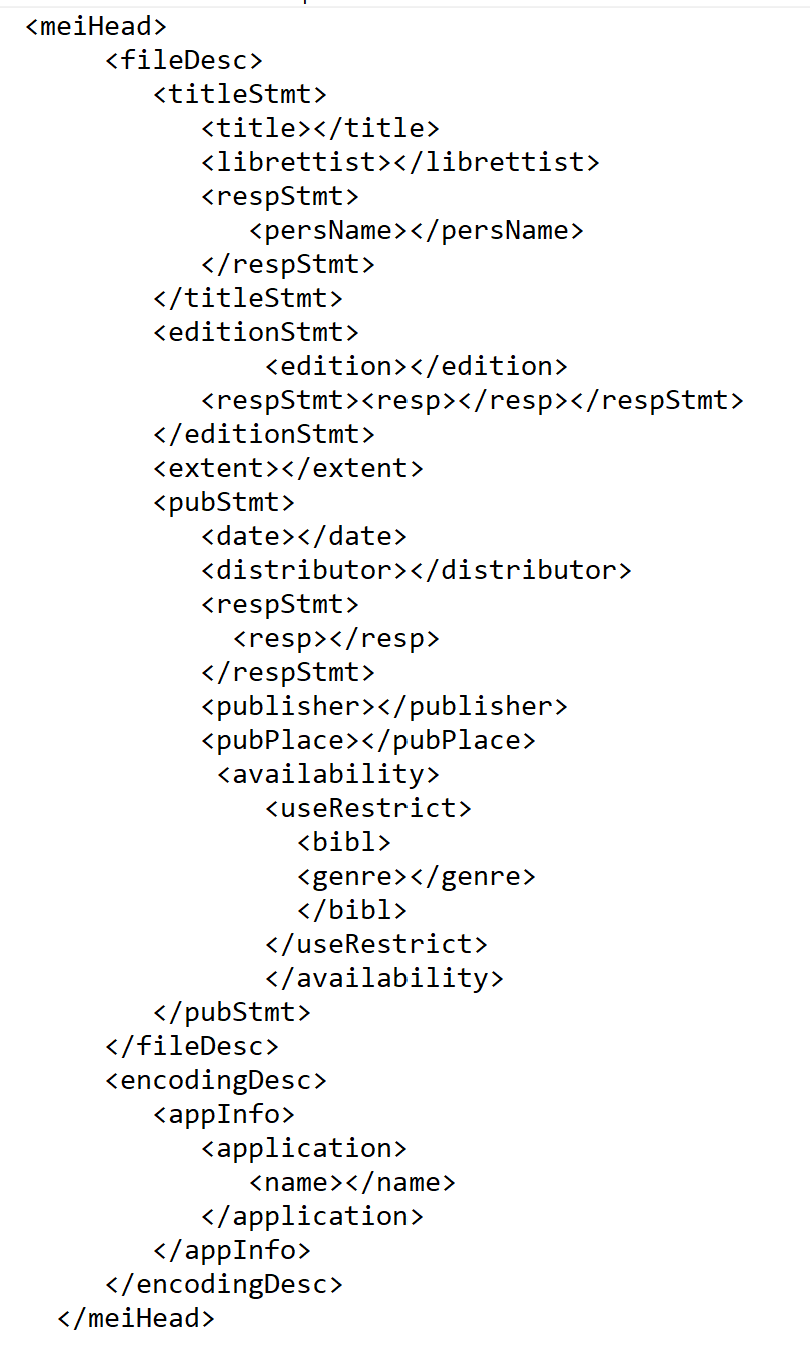 <meiHead>
<fileDesc>
<titleStmt>
<title></title>
<librettist></librettist>
<respStmt>
<persName></persName>
</respStmt>
</titleStmt>
<editionStmt>
<edition></edition>
<respStmt><resp></resp></respStmt>
</editionStmt>
<extent></extent>
<pubStmt>
<date></date>
<distributor></distributor>
<respStmt>
<resp></resp>
</respStmt>
<publisher></publisher>
<pubPlace></pubPlace>
<availability>
<useRestrict>
<bibl>
<genre></genre>
</bibl>
</useRestrict>
</availability>
</pubStmt>
</fileDesc>
<encodingDesc>
<appInfo>
<application>
<name></name>
</application>
</appInfo>
</encodingDesc>
</meiHead>